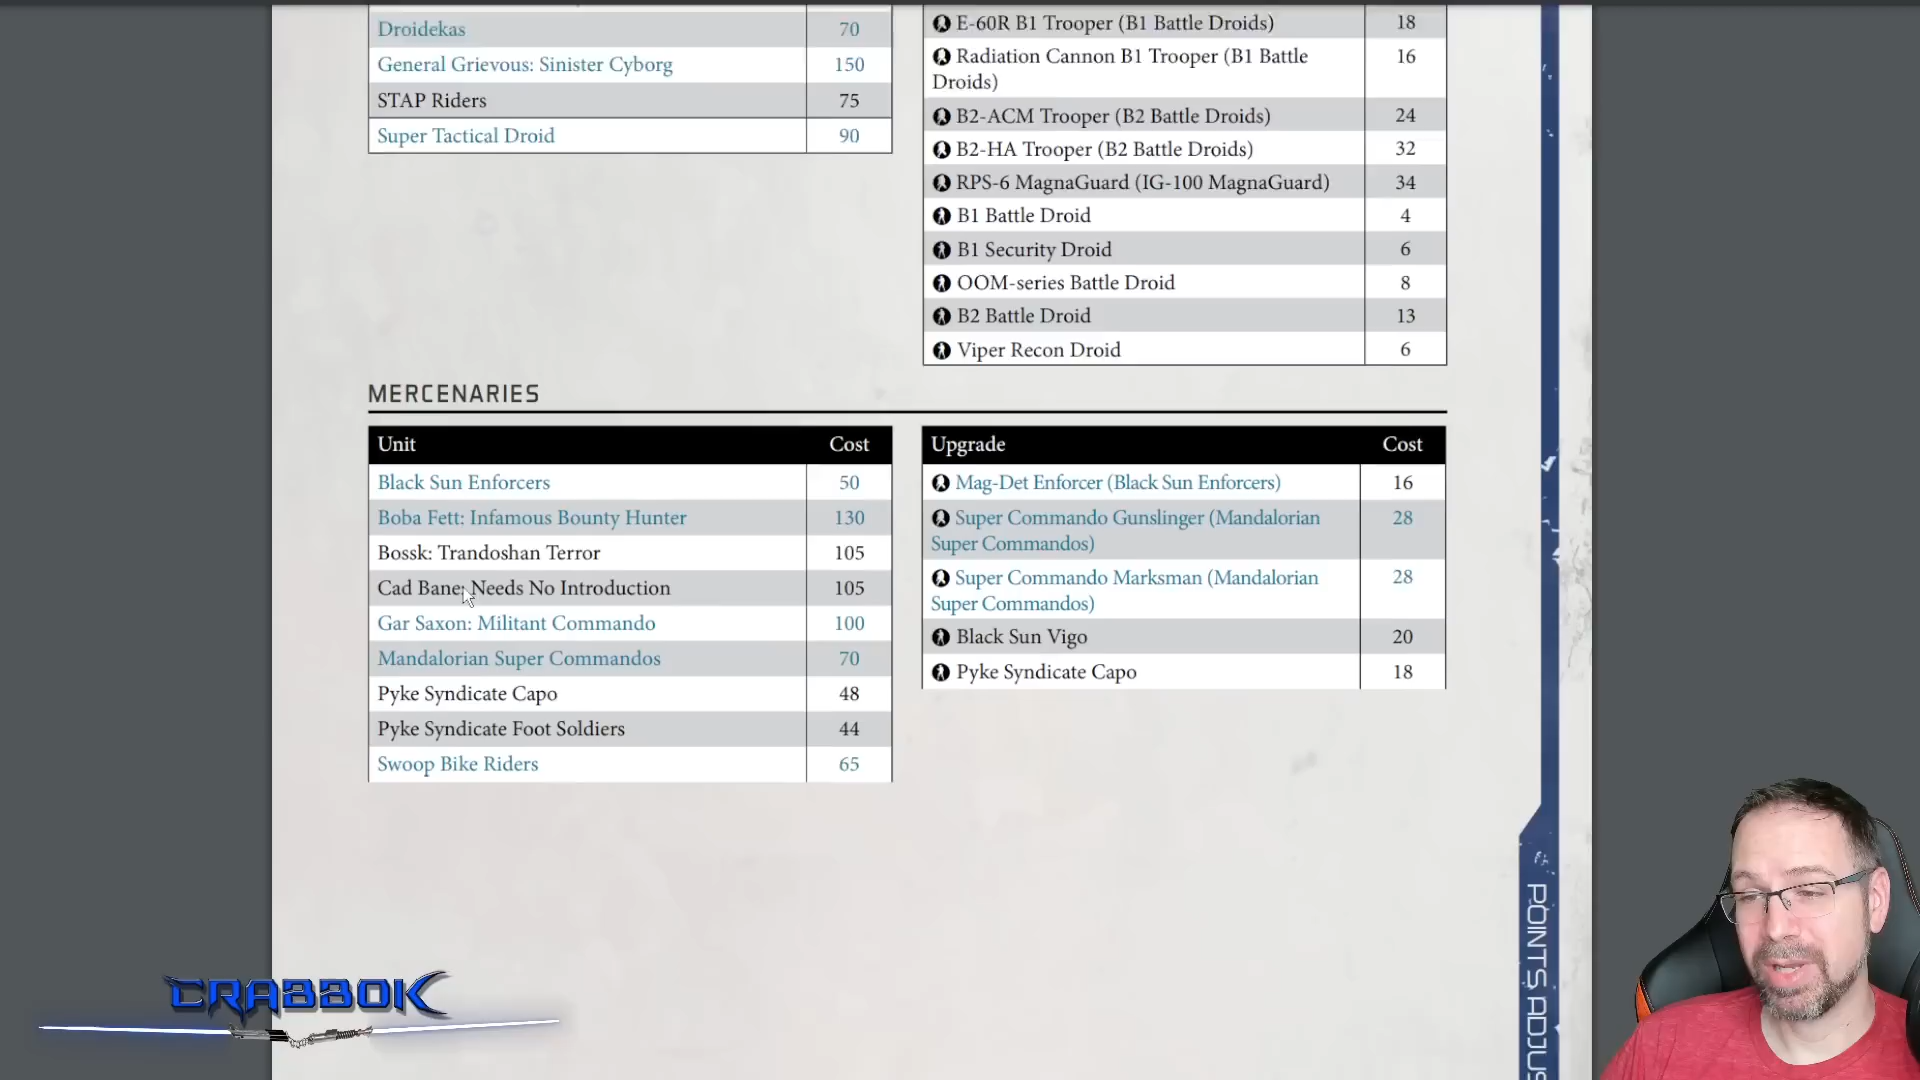 Droidekas 70
General Grievous: Sinister Cyborg 150
STAP Riders 75
Super Tactical Droid 90
E-60R B1 Trooper (B1 Battle Droids) 18
Radiation Cannon B1 Trooper (B1 Battle 16
Droids)
B2-ACM Trooper (B2 Battle Droids) 24
B2-HA Trooper (B2 Battle Droids) 32
RPS-6 MagnaGuard (IG-100 MagnaGuard) 34
B1 Battle Droid 4
B1 Security Droid 6
OOM-series Battle Droid 8
B2 Battle Droid 13
Viper Recon Droid 6
MERCENARIES
Unit Cost
Black Sun Enforcers 50
Boba Fett: Infamous Bounty Hunter 130
Bossk: Trandoshan Terror 105
Cad Bane: Needs No Introduction 105
Gar Saxon: Militant Commando 100
Mandalorian Super Commandos 70
Pyke Syndicate Capo 48
Pyke Syndicate Foot Soldiers 44
Swoop Bike Riders 65
Upgrade Cost
Mag-Det Enforcer (Black Sun Enforcers) 16
Super Commando Gunslinger (Mandalorian 28
Super Commandos)
Super Commando Marksman (Mandalorian 28
Super Commandos)
Black Sun Vigo 20
Pyke Syndicate Capo 18
POINTS ADJUS
CRABBOK